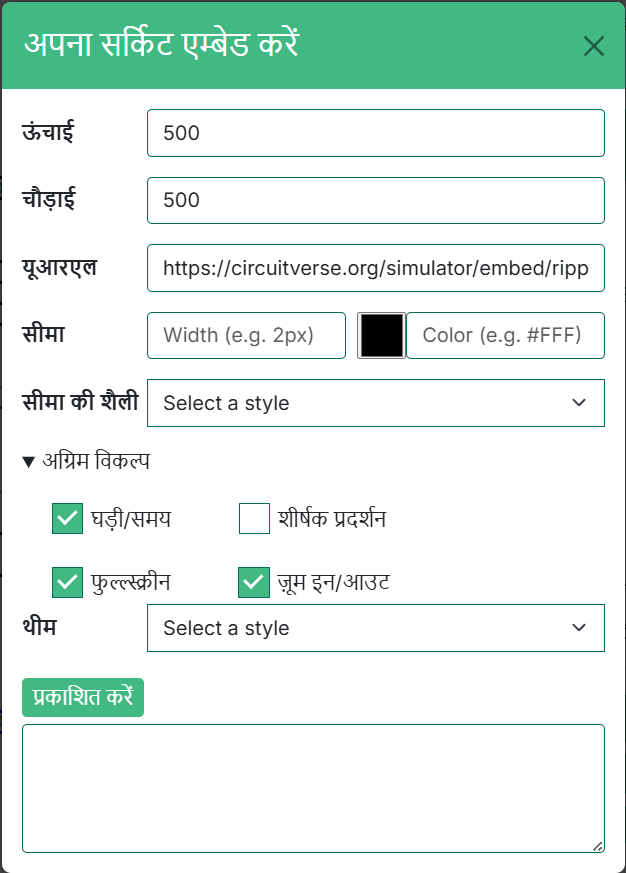 अपना सर्किट एम्बेड करें
ऊंचाई 500
चौड़ाई 500
यूआरएल https://circuitverse.org/simulator/embed/ripp
सीमा Width (e.g. 2px) Color (e.g. #FFF)
सीमा की शैली Select a style
▼ अग्रिम विकल्प
घड़ी/समय शीर्षक प्रदर्शन
फुल्ल्स्क्रीन ज़ूम इन/आउट
थीम Select a style
प्रकाशित करें